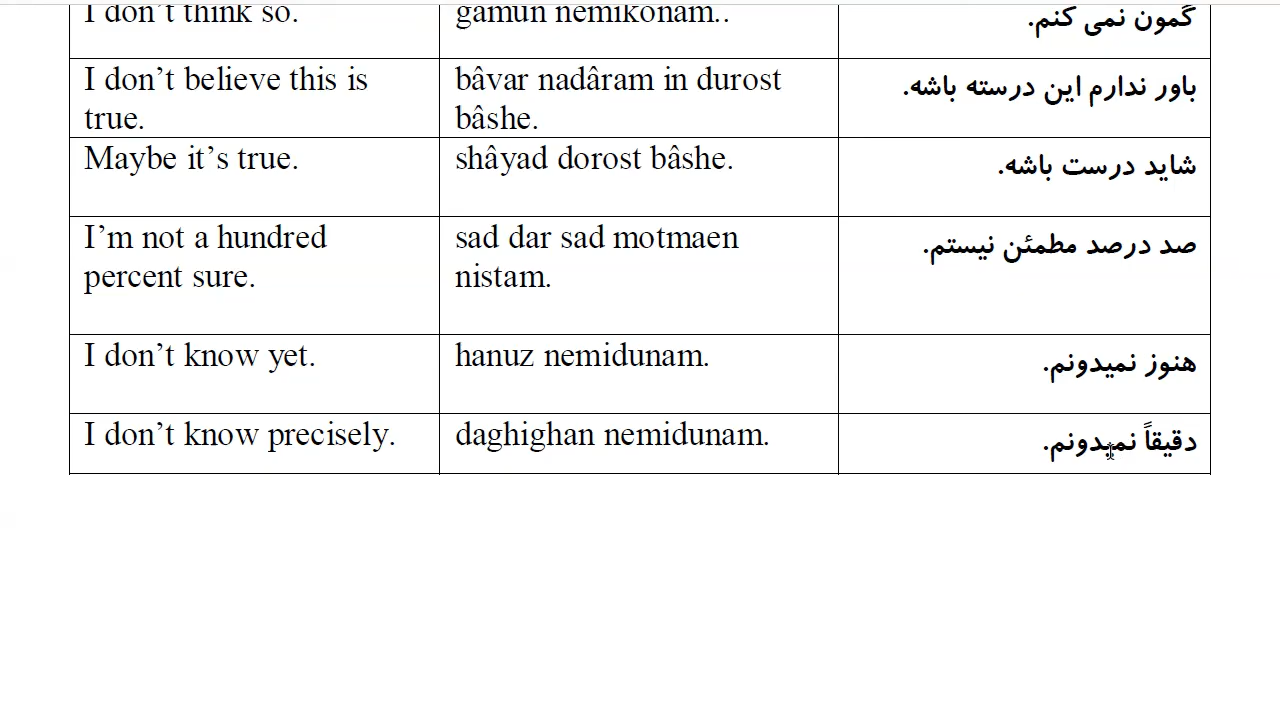 I don’t think so.
gamun nemikonam..
گمون نمی کنم.
I don’t believe this is
true.
bâvar nadâram in durost
bâshe.
باور ندارم این درسته باشه.
Maybe it’s true.
shâyad dorost bâshe.
شاید درست باشه.
I’m not a hundred
percent sure.
sad dar sad motmaen
nistam.
صد درصد مطمئن نیستم.
I don’t know yet.
hanuz nemidunam.
هنوز نمیدونم.
I don’t know precisely.
daghighan nemidunam.
دقیقاً نمیدونم.